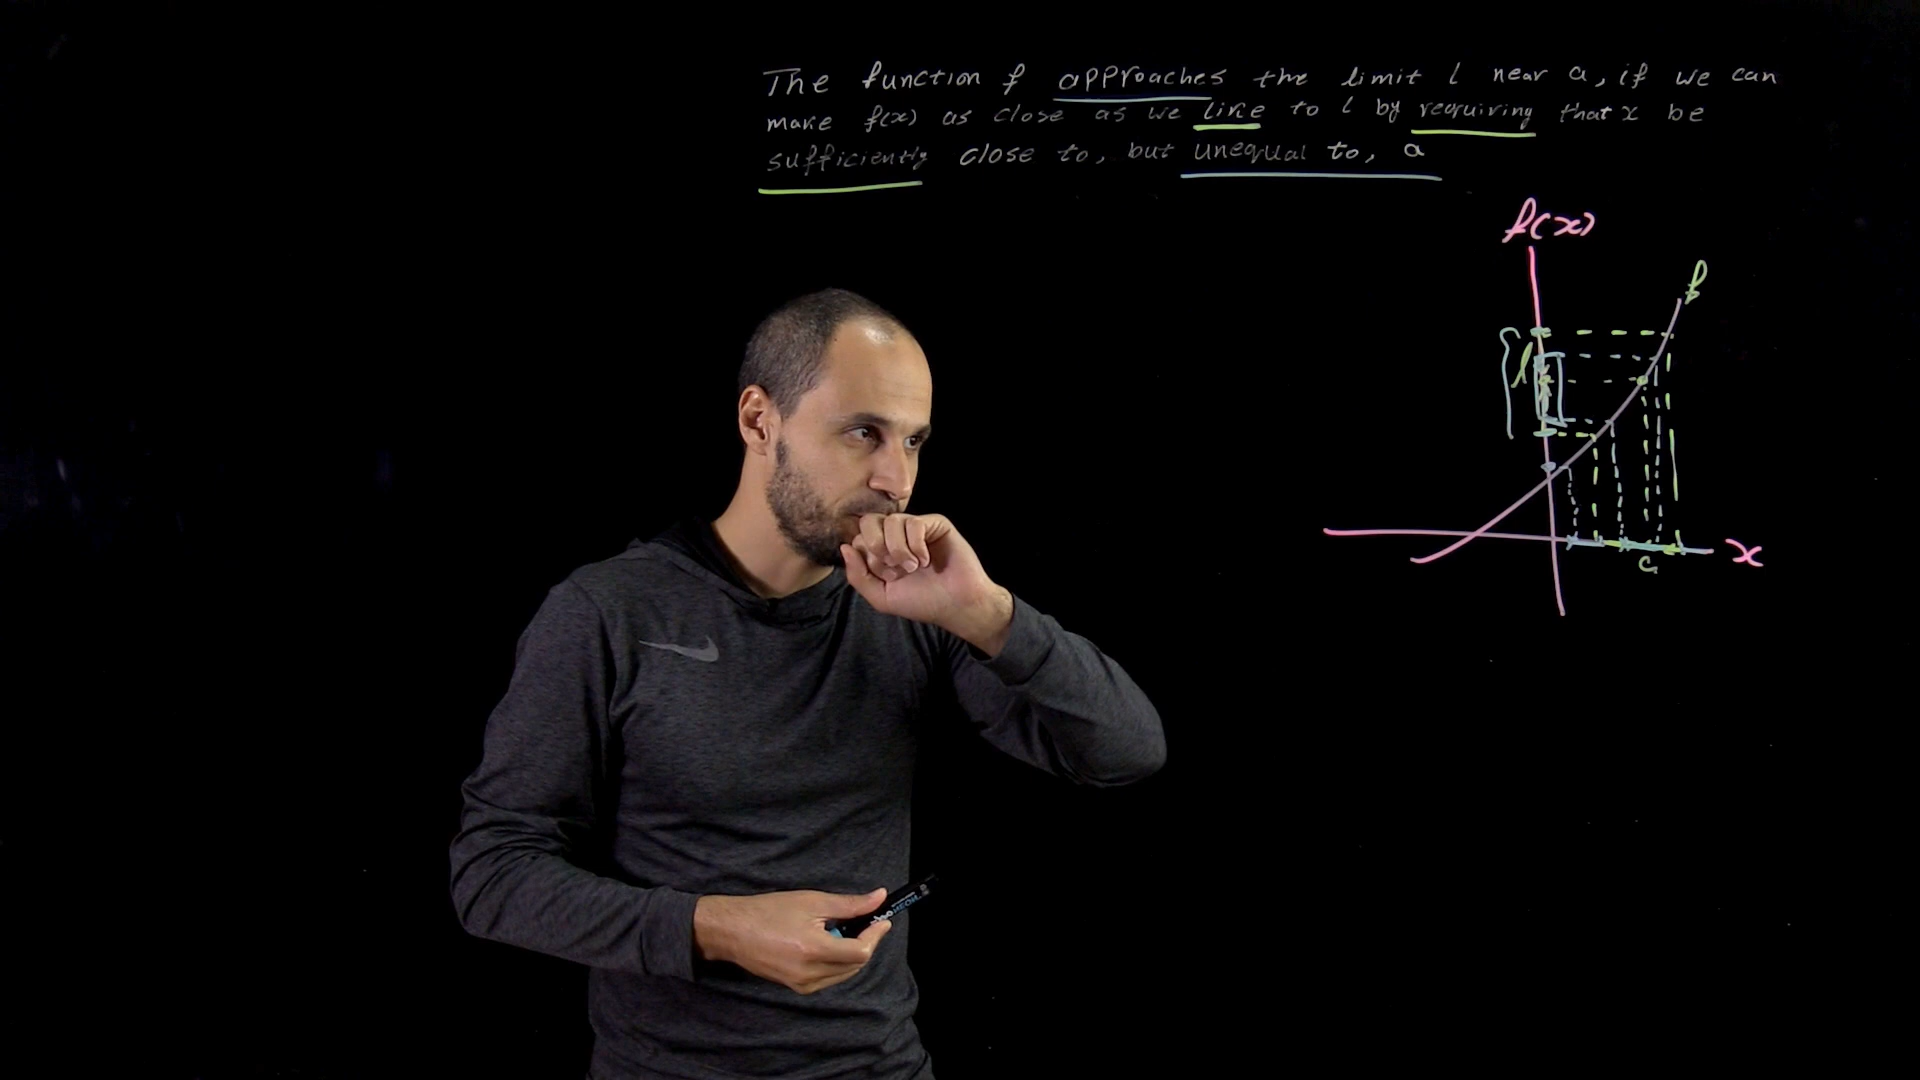 The function f approaches the limit l near a, if we can
make f(x) as close as we like to l by requiring that x be
sufficiently close to, but unequal to, a
f(x)
f
l
x